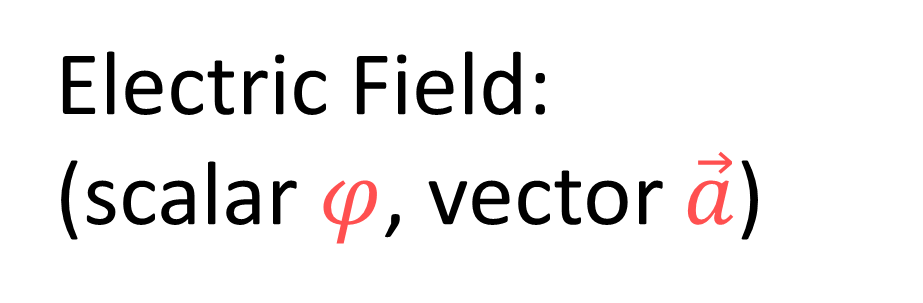 Electric Field:
(scalar φ, vector a⃗)